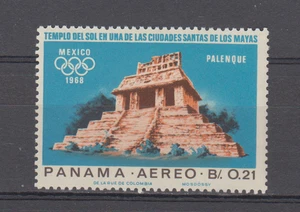 TEMPLO DEL SOL EN UNA DE LAS CIUDADES SANTAS DE LOS MAYAS
MEXICO
1968
PALENQUE
PANAMA · AEREO · B/. 0.21
DE LA RUE DE COLOMBIA